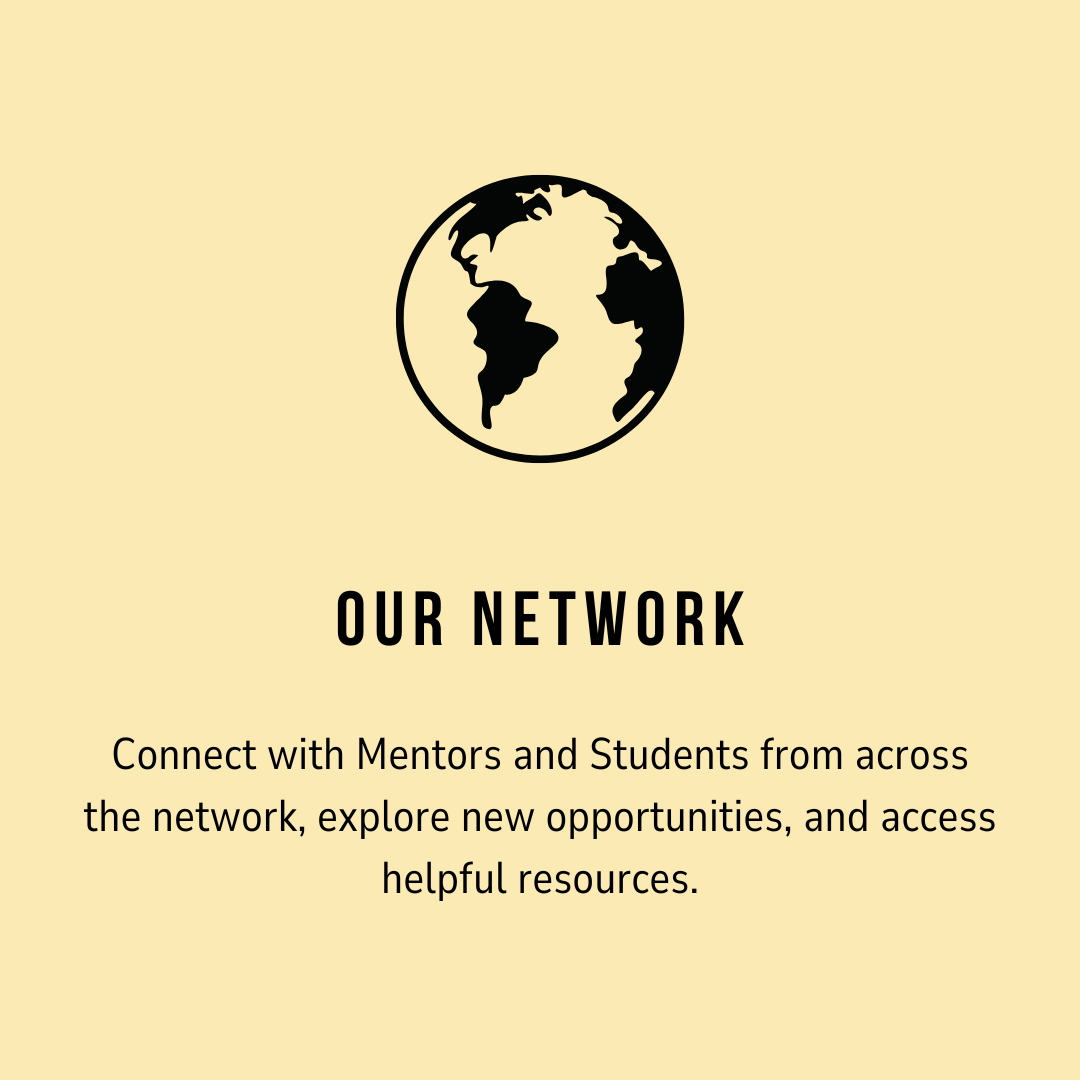 OUR NETWORK
Connect with Mentors and Students from across
the network, explore new opportunities, and access
helpful resources.